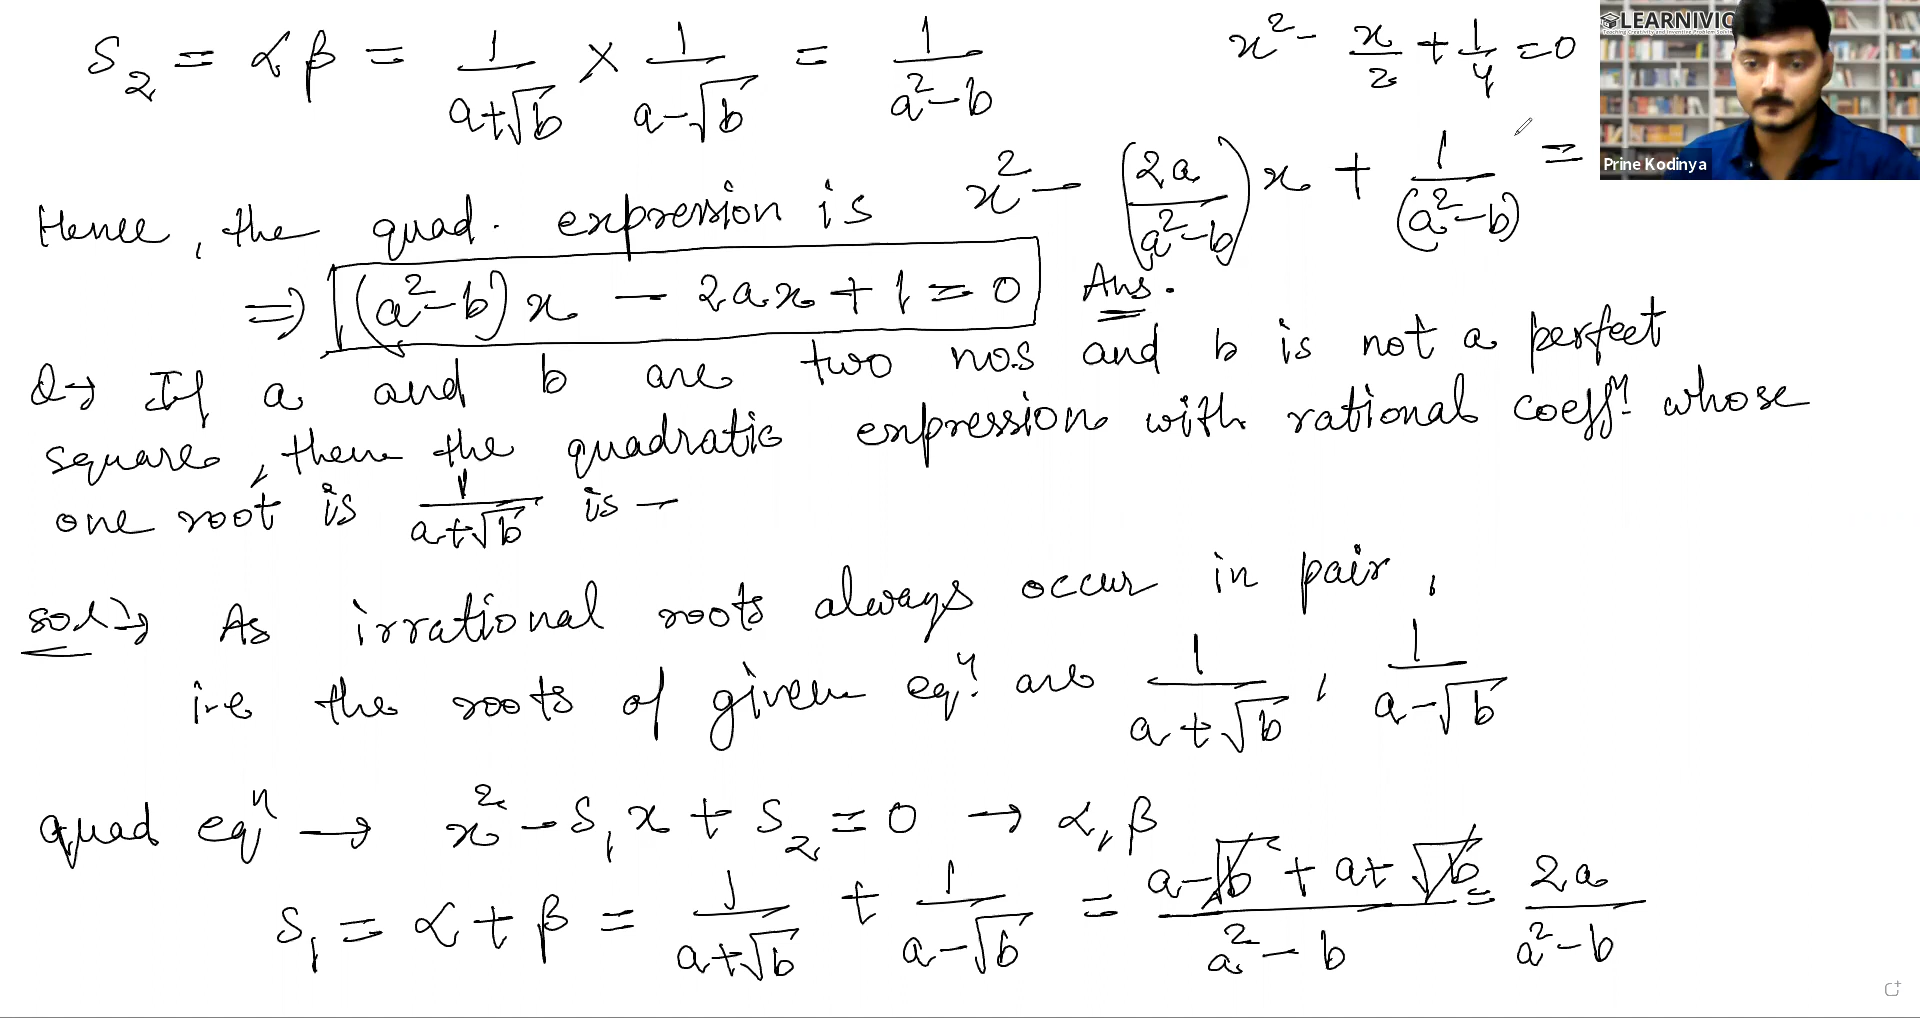 S₂ = αβ = 1/(a+√b) × 1/(a-√b) = 1/(a²-b)
x² - x/2 + 1/4 = 0
LEARNIVIO
Prine Kodinya
Hence, the quad. expression is x² - (2a/(a²-b))x + 1/(a²-b) =
⇒ (a²-b)x - 2ax + 1 = 0 Ans.
Q→ If a and b are two nos and b is not a perfect
square, then the quadratic expression with rational coeffⁿ. whose
one root is 1/(a+√b) is -
Sol→ As irrational roots always occur in pair,
i.e the roots of given eqⁿ. are 1/(a+√b) , 1/(a-√b)
quad eqⁿ → x² - S₁x + S₂ = 0 → α, β
S₁ = α + β = 1/(a+√b) + 1/(a-√b) = (a-√b + a+√b)/(a²-b) = 2a/(a²-b)